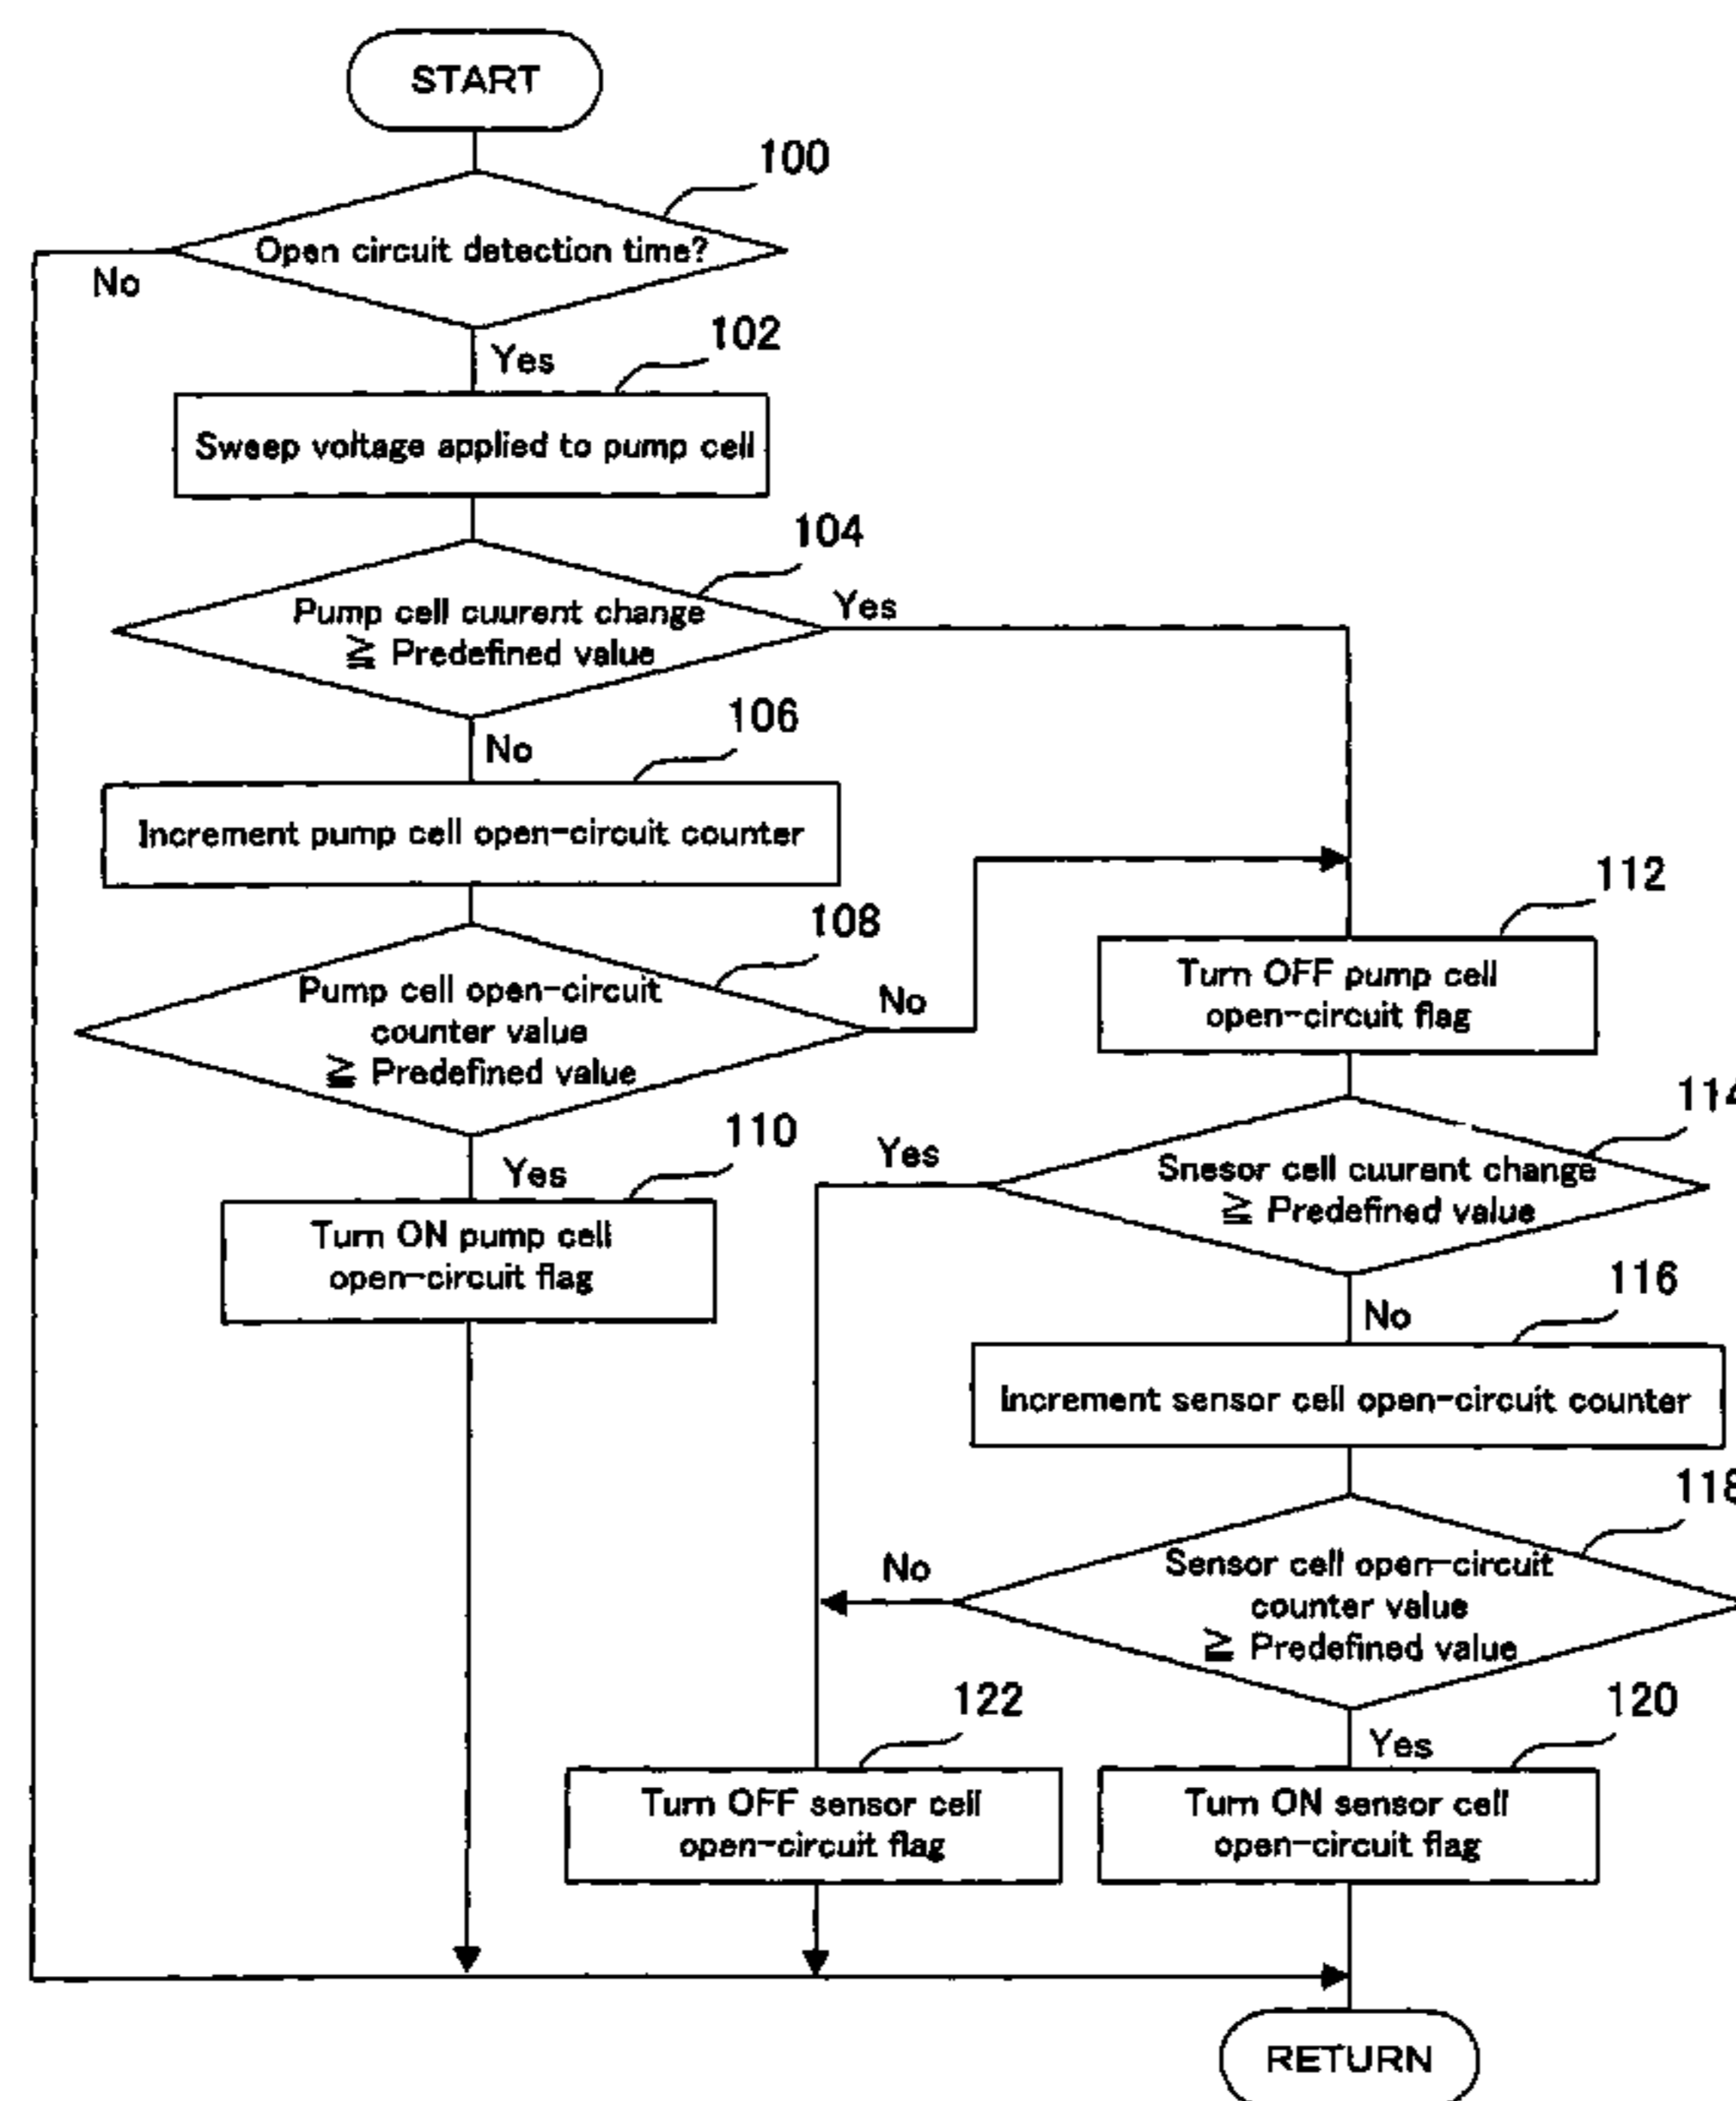 START
100
Open circuit detection time?
No
Yes
102
Sweep voltage applied to pump cell
104
Pump cell cuurent change
≧ Predefined value
Yes
No
106
Increment pump cell open-circuit counter
108
Pump cell open-circuit
counter value
≧ Predefined value
No
Yes
110
Turn ON pump cell
open-circuit flag
112
Turn OFF pump cell
open-circuit flag
114
Snesor cell cuurent change
≧ Predefined value
Yes
No
116
Increment sensor cell open-circuit counter
118
Sensor cell open-circuit
counter value
≧ Predefined value
No
Yes
122
Turn OFF sensor cell
open-circuit flag
120
Turn ON sensor cell
open-circuit flag
RETURN